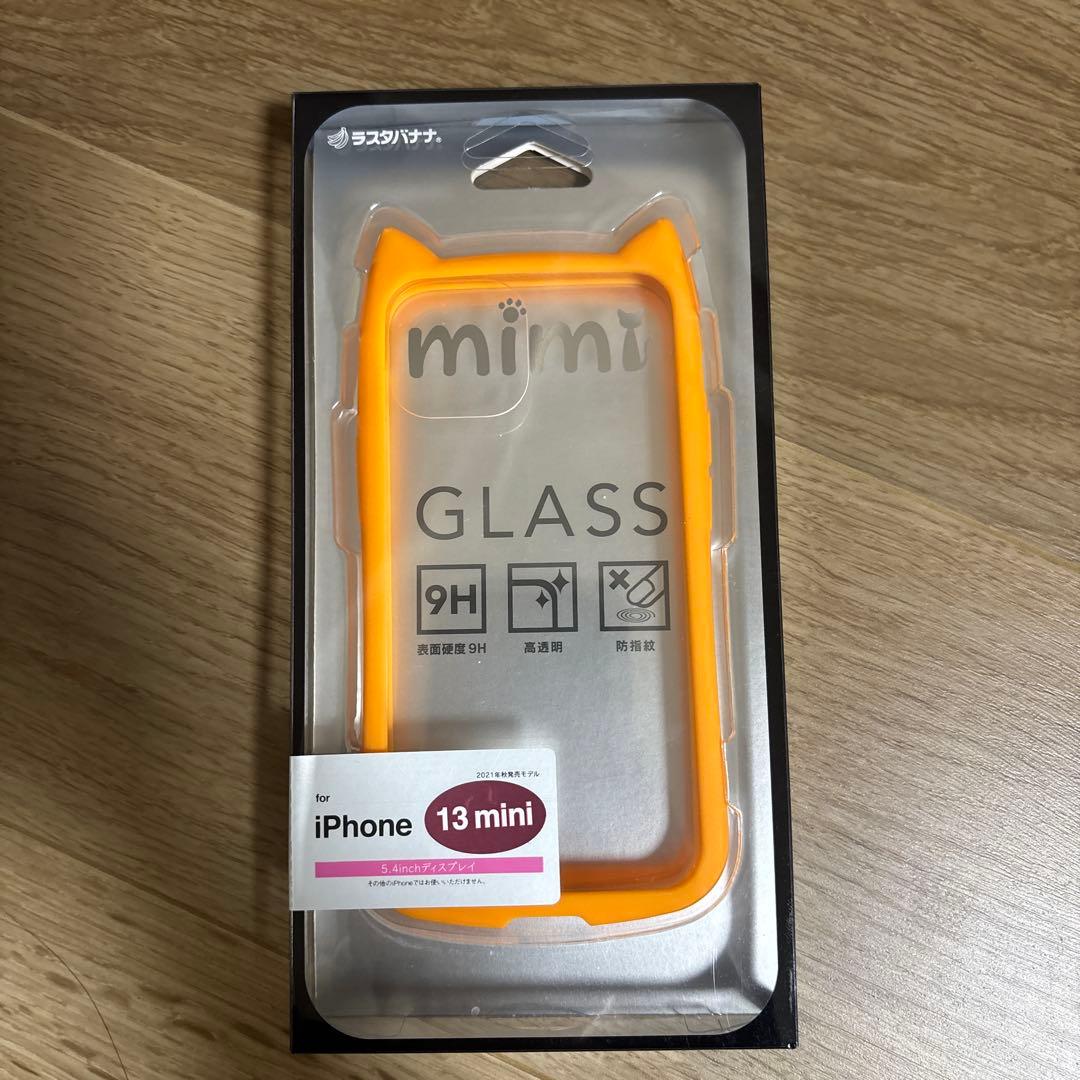 ラスタバナナ®
mimi
GLASS
9H
表面硬度9H
高透明
防指紋
2021年秋発売モデル
for
iPhone 13 mini
5.4inchディスプレイ
その他のiPhoneではお使いいただけません。